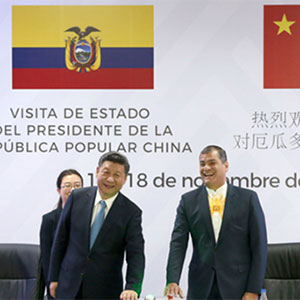 VISITA DE ESTADO
DEL PRESIDENTE DE LA
PÚBLICA POPULAR CHINA
18 de noviembre de
热烈观
对厄瓜多